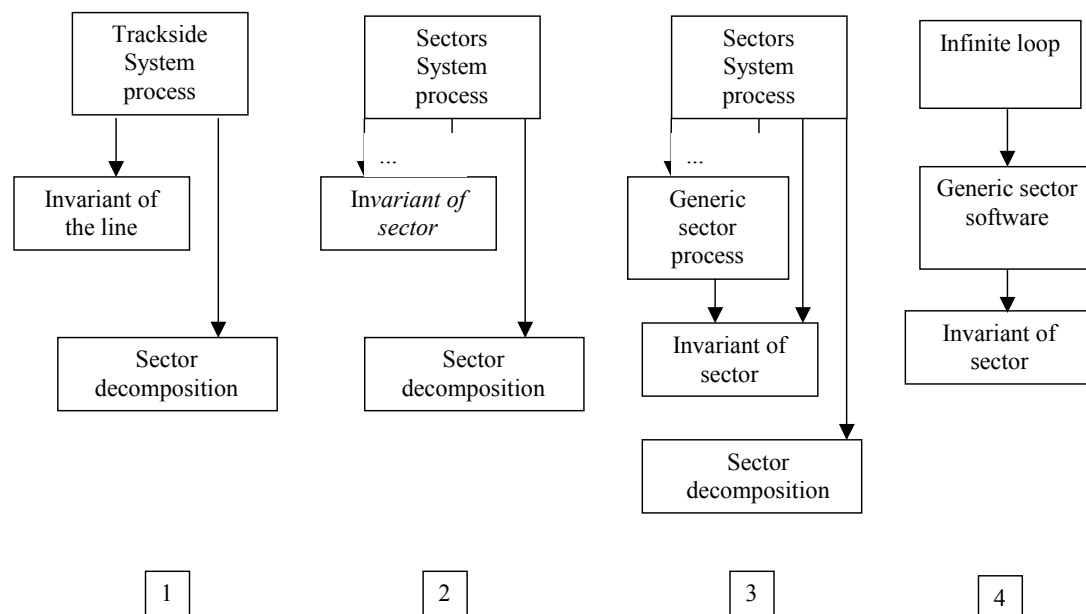 Trackside
System
process
Invariant of
the line
Sector
decomposition
1
Sectors
System
process
...
Invariant of
sector
Sector
decomposition
2
Sectors
System
process
...
Generic
sector
process
Invariant of
sector
Sector
decomposition
3
Infinite loop
Generic sector
software
Invariant of
sector
4